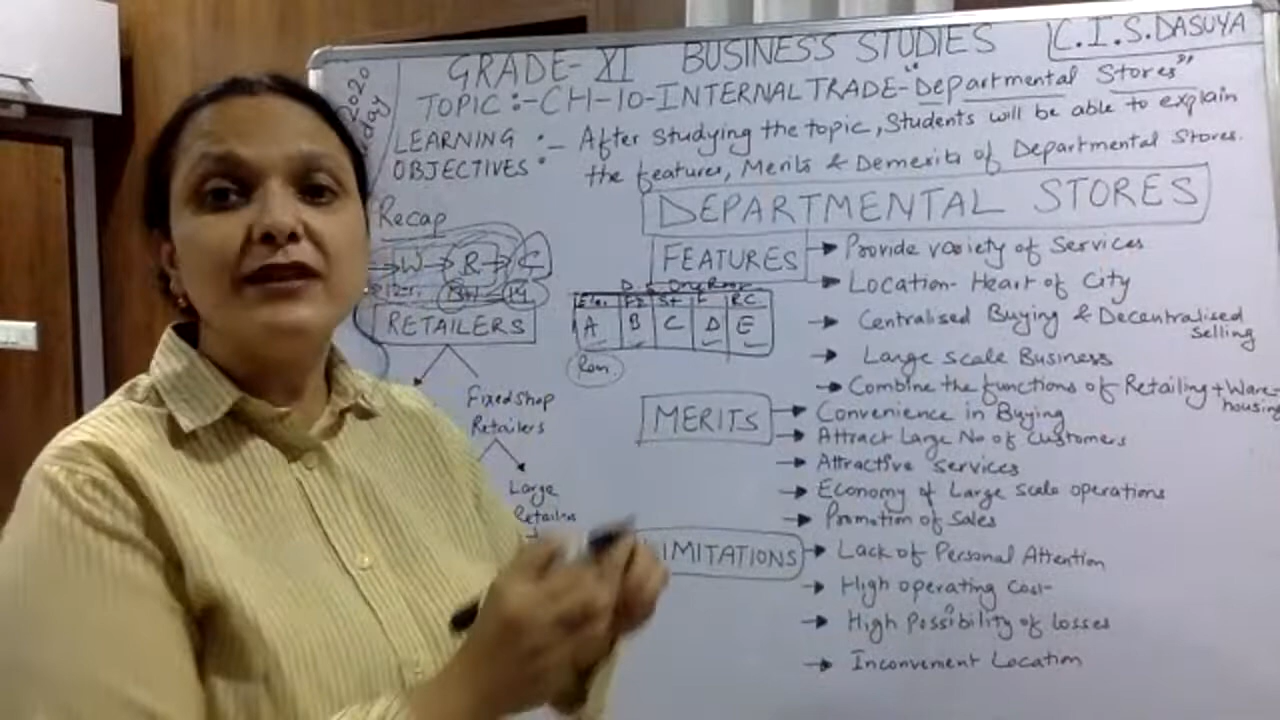 GRADE- XI BUSINESS STUDIES C.I.S. DASUYA
2020
TOPIC :- CH-10-INTERNAL TRADE-"Departmental Stores"
LEARNING OBJECTIVES :- After studying the topic, Students will be able to explain
the features, Merits & Demerits of Departmental Stores.
Recap
W R C
RETAILERS
Fixed Shop
Retailers
Large
Retailers
DEPARTMENTAL STORES
FEATURES
Provide variety of Services
Location- Heart of City
Centralised Buying & Decentralised
Selling
Large scale Business
Combine the functions of Retailing + Ware-
housing
St F RC
A B C D E
MERITS
Convenience in Buying
Attract Large No of customers
Attractive services
Economy of Large scale operations
Promotion of Sales
LIMITATIONS
Lack of Personal Attention
High operating Cost
High Possibility of losses
Inconvenient Location